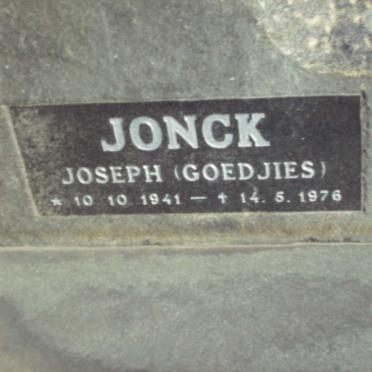 JONCK
JOSEPH (GOEDJIES)
* 10 10 1941 — † 14. 5. 1976